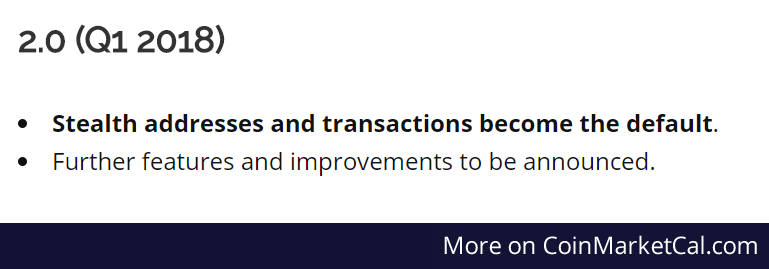 2.0 (Q1 2018)
Stealth addresses and transactions become the default.
Further features and improvements to be announced.
More on CoinMarketCal.com